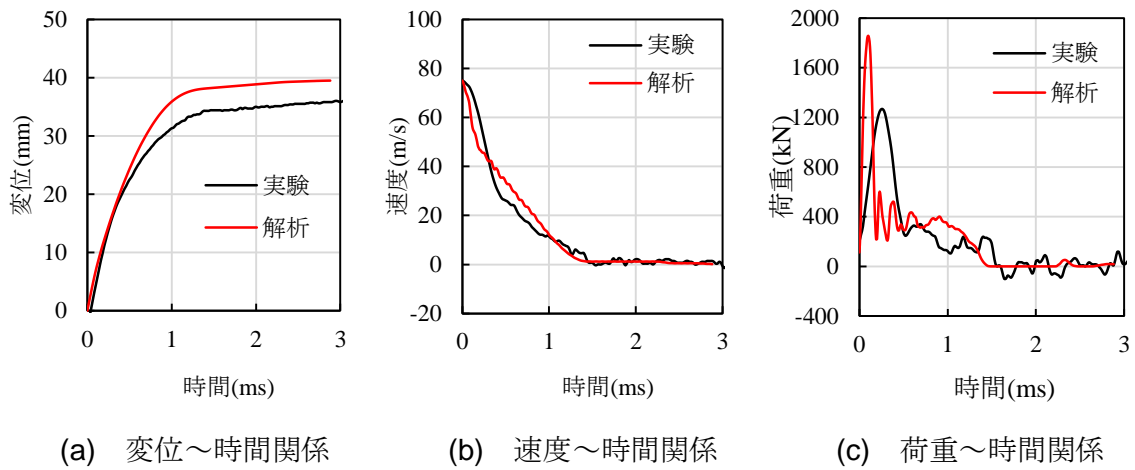 50
40
30
20
10
0
変位(mm)
実験
解析
0
1
2
3
時間(ms)
(a) 変位～時間関係
100
80
60
40
20
0
-20
速度(m/s)
実験
解析
0
1
2
3
時間(ms)
(b) 速度～時間関係
2000
1600
1200
800
400
0
-400
荷重(kN)
実験
解析
0
1
2
3
時間(ms)
(c) 荷重～時間関係